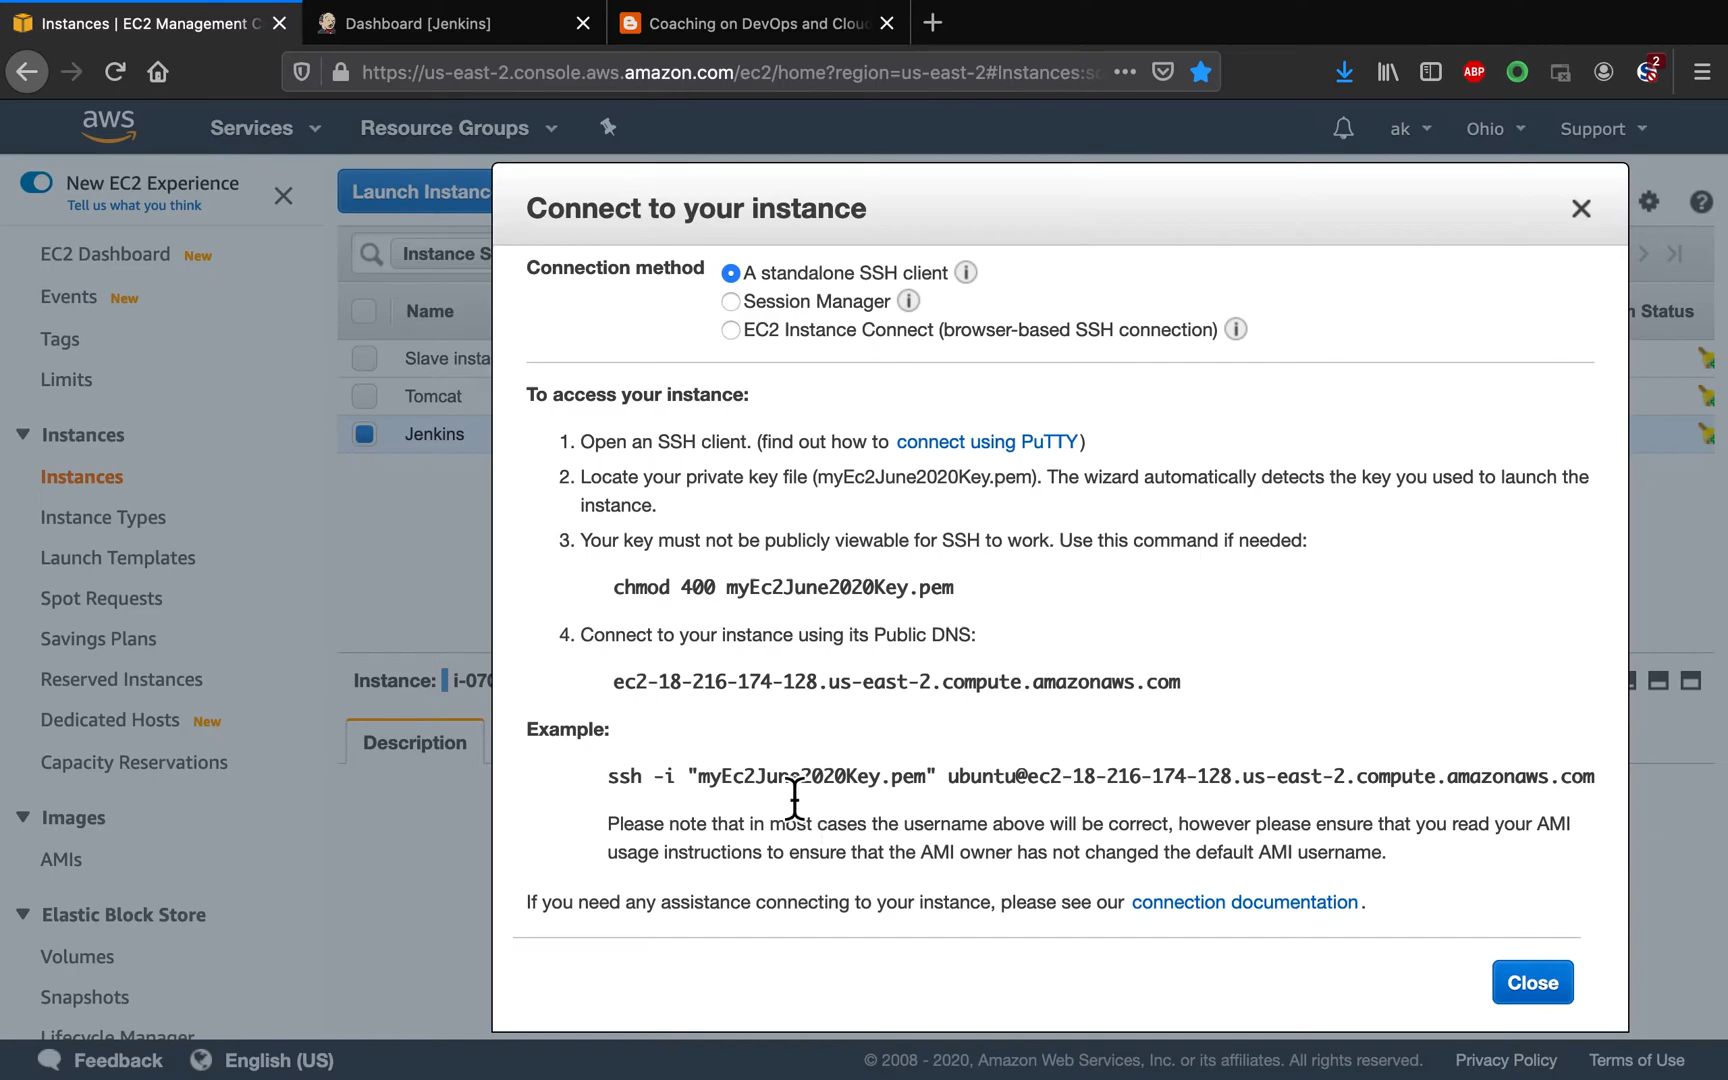 Instances | EC2 Management C
Dashboard [Jenkins]
Coaching on DevOps and Clou
https://us-east-2.console.aws.amazon.com/ec2/home?region=us-east-2#Instances:sc
ABP
2
aws
Services
Resource Groups
ak
Ohio
Support
New EC2 Experience
Tell us what you think
EC2 Dashboard New
Events New
Tags
Limits
Instances
Instances
Instance Types
Launch Templates
Spot Requests
Savings Plans
Reserved Instances
Dedicated Hosts New
Capacity Reservations
Images
AMIs
Elastic Block Store
Volumes
Snapshots
Lifecycle Manager
Launch Instanc
Instance S
Name
Status
Slave insta
Tomcat
Jenkins
Instance: i-070
Description
Connect to your instance
Connection method
A standalone SSH client
Session Manager
EC2 Instance Connect (browser-based SSH connection)
To access your instance:
1. Open an SSH client. (find out how to connect using PuTTY)
2. Locate your private key file (myEc2June2020Key.pem). The wizard automatically detects the key you used to launch the
instance.
3. Your key must not be publicly viewable for SSH to work. Use this command if needed:
chmod 400 myEc2June2020Key.pem
4. Connect to your instance using its Public DNS:
ec2-18-216-174-128.us-east-2.compute.amazonaws.com
Example:
ssh -i "myEc2June2020Key.pem" ubuntu@ec2-18-216-174-128.us-east-2.compute.amazonaws.com
Please note that in most cases the username above will be correct, however please ensure that you read your AMI
usage instructions to ensure that the AMI owner has not changed the default AMI username.
If you need any assistance connecting to your instance, please see our connection documentation.
Close
Feedback
English (US)
© 2008 - 2020, Amazon Web Services, Inc. or its affiliates. All rights reserved.
Privacy Policy
Terms of Use